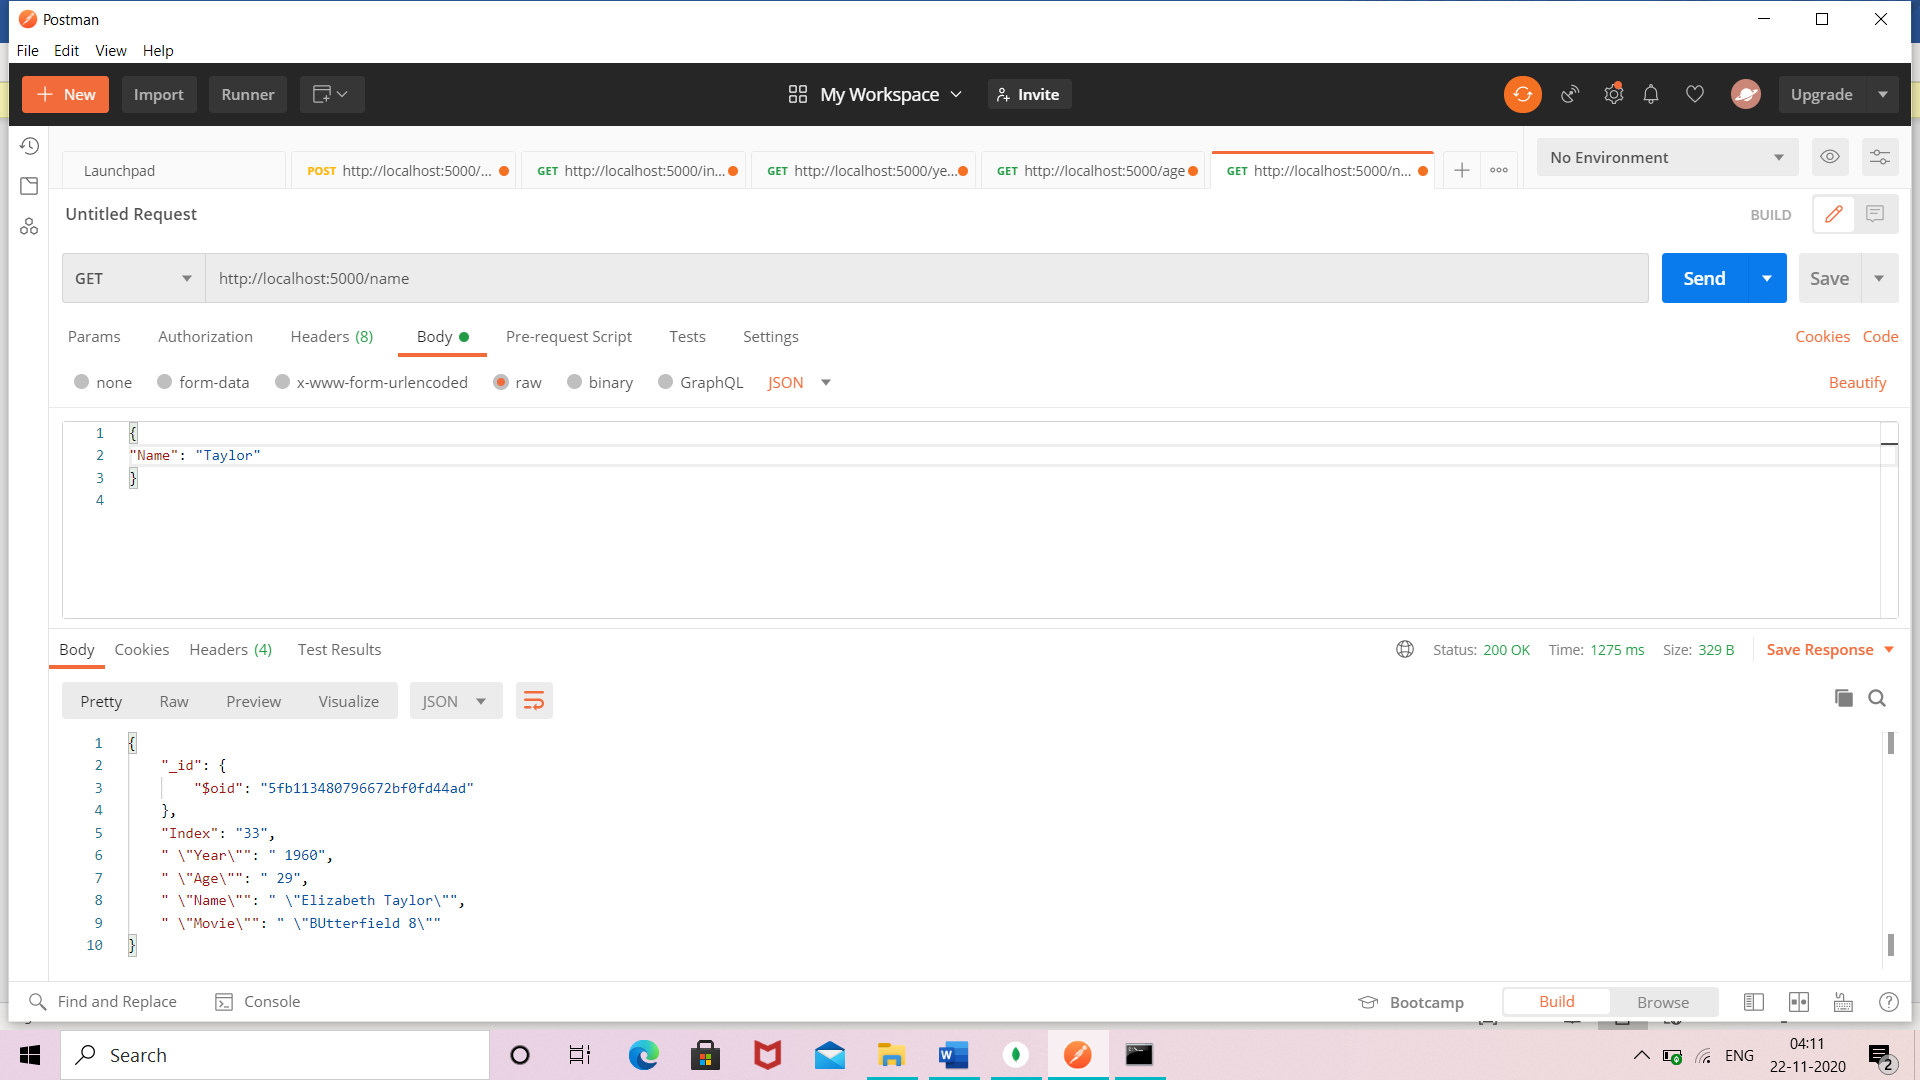 Postman
File Edit View Help
New Import Runner My Workspace Invite Upgrade
Launchpad POST http://localhost:5000/... GET http://localhost:5000/in... GET http://localhost:5000/ye... GET http://localhost:5000/age GET http://localhost:5000/n... No Environment
Untitled Request BUILD
GET http://localhost:5000/name Send Save
Params Authorization Headers (8) Body Pre-request Script Tests Settings Cookies Code
none form-data x-www-form-urlencoded raw binary GraphQL JSON Beautify
1 {
2 "Name": "Taylor"
3 }
4
Body Cookies Headers (4) Test Results Status: 200 OK Time: 1275 ms Size: 329 B Save Response
Pretty Raw Preview Visualize JSON
1 {
2 "_id": {
3 "$oid": "5fb113480796672bf0fd44ad"
4 },
5 "Index": "33",
6 " \"Year\"": " 1960",
7 " \"Age\"": " 29",
8 " \"Name\"": " \"Elizabeth Taylor\"",
9 " \"Movie\"": " \"BUtterfield 8\""
10 }
Find and Replace Console Bootcamp Build Browse
Search ENG 04:11
22-11-2020 2